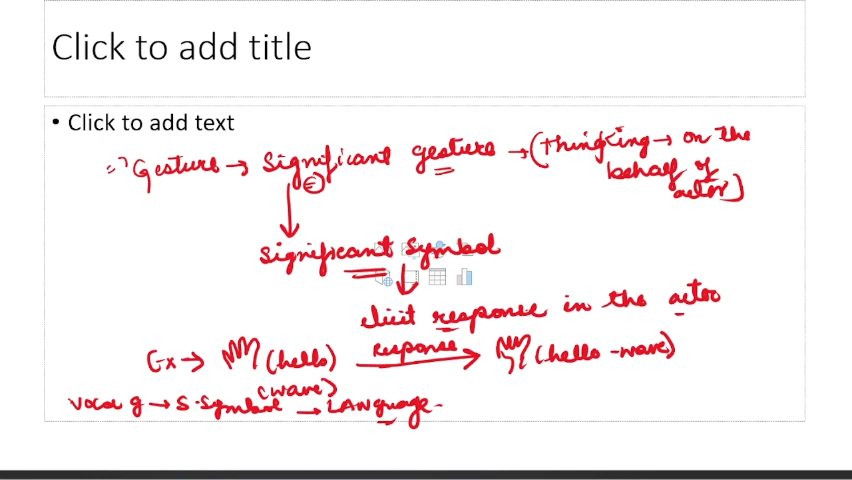 Click to add title
• Click to add text
Gesture → Significant gesture → (thingking → on the
behalf of
actor)
Significant Symbol
elicit response in the actor
Ex → (hello) response → (hello - wave)
(wave)
vocal g → S. Symbol → LANguage -